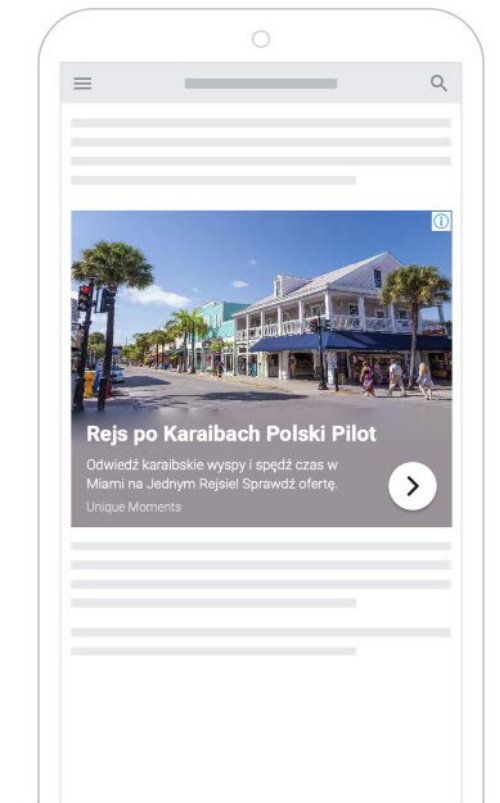 Rejs po Karaibach Polski Pilot
Odwiedź karaibskie wyspy i spędź czas w
Miami na Jednym Rejsie! Sprawdź ofertę.
Unique Moments